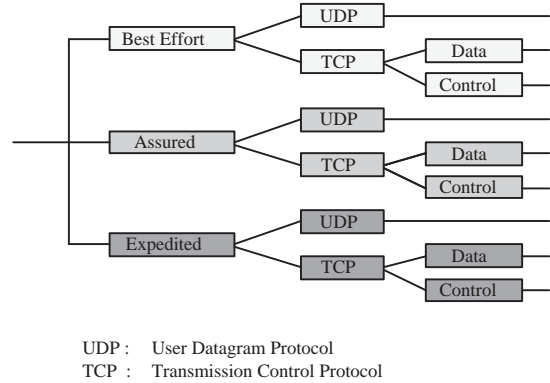 Best Effort
UDP
TCP
Data
Control
Assured
UDP
TCP
Data
Control
Expedited
UDP
TCP
Data
Control
UDP : User Datagram Protocol
TCP : Transmission Control Protocol